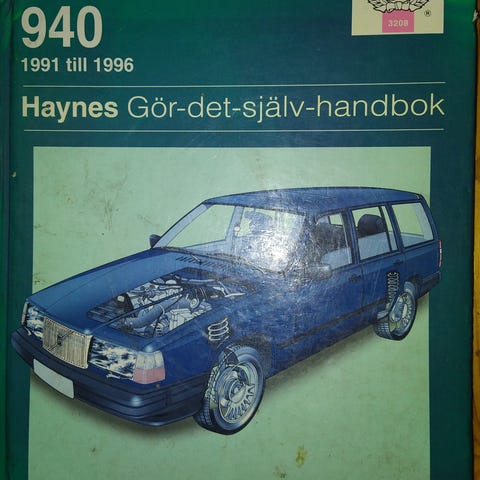 940
1991 till 1996
3208
®
Haynes Gör-det-själv-handbok